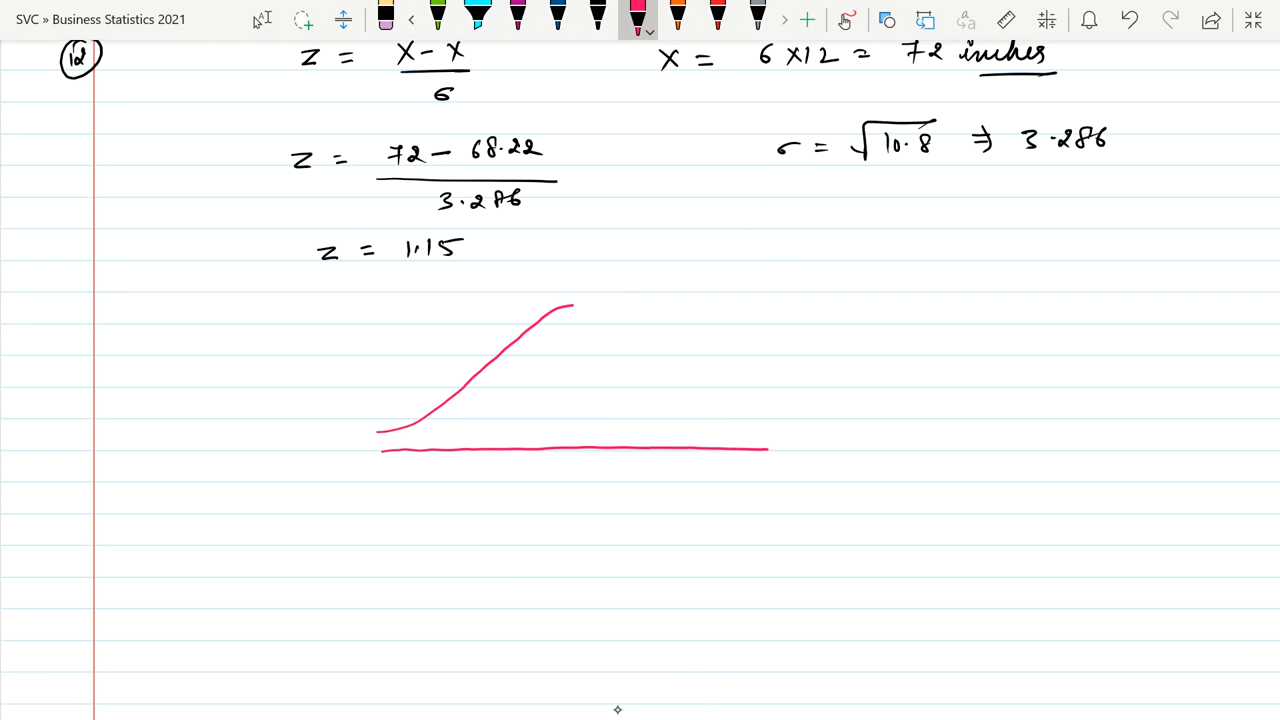 SVC » Business Statistics 2021
12
Z = X - X / σ
X = 6 X12 = 72 inches
σ = √10.8 ⇒ 3.286
Z = 72 - 68.22 / 3.286
Z = 1.15